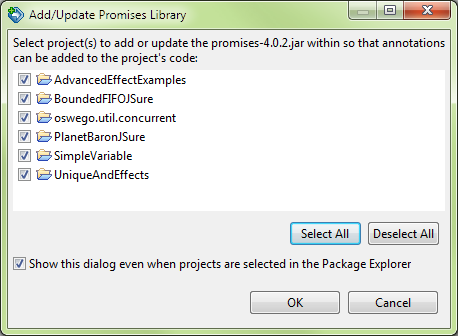 Add/Update Promises Library
Select project(s) to add or update the promises-4.0.2.jar within so that annotations
can be added to the project's code:
AdvancedEffectExamples
BoundedFIFOJSure
oswego.util.concurrent
PlanetBaronJSure
SimpleVariable
UniqueAndEffects
Select All
Deselect All
Show this dialog even when projects are selected in the Package Explorer
OK
Cancel